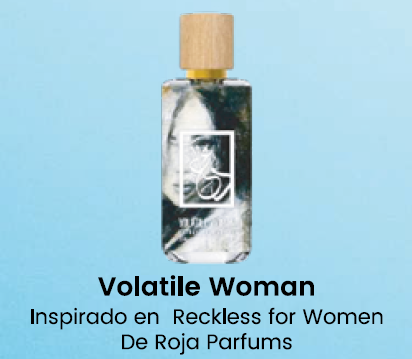 Volatile Woman
Inspirado en Reckless for Women
De Roja Parfums